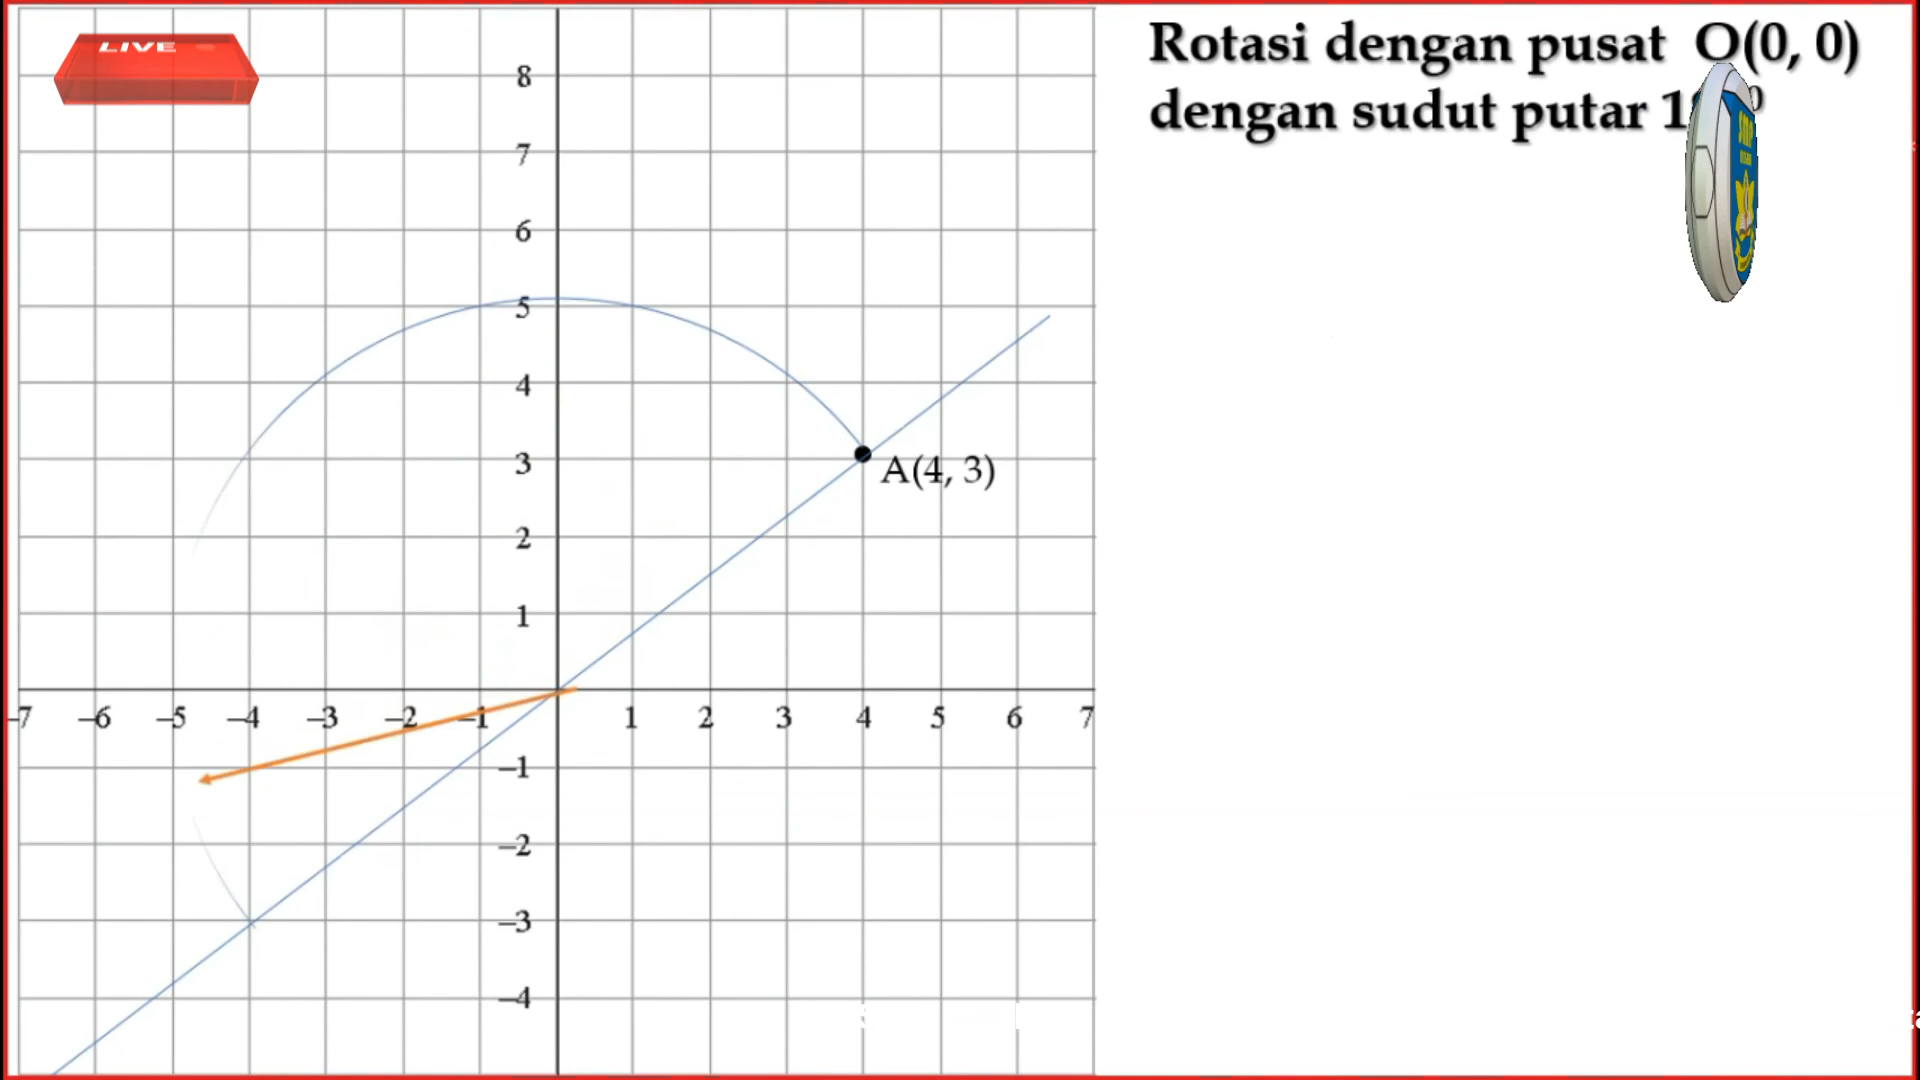 LIVE
Rotasi dengan pusat O(0, 0)
dengan sudut putar
8
7
6
5
4
3
A(4, 3)
2
1
–7 –6 –5 –4 –3 –2 –1 1 2 3 4 5 6 7
–1
–2
–3
–4
SMP